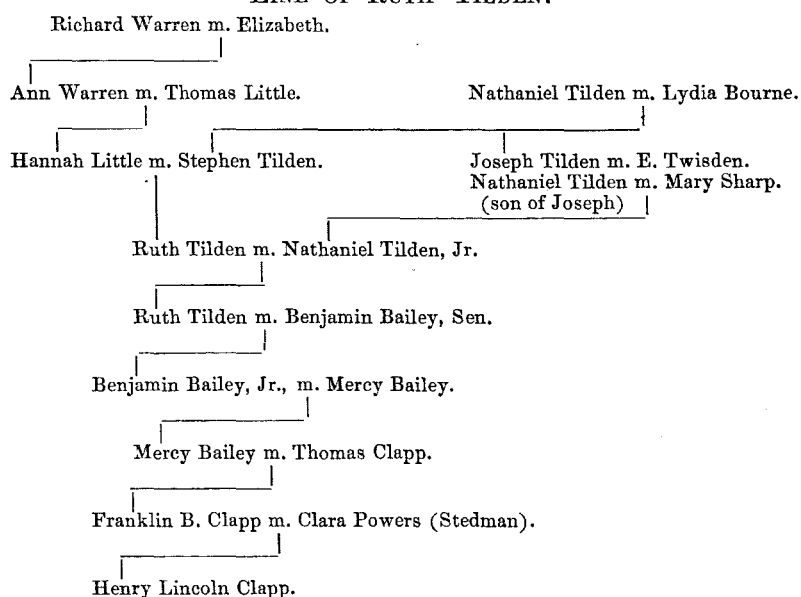 LINE OF RUTH TILDEN.
Richard Warren m. Elizabeth.
Ann Warren m. Thomas Little.
Nathaniel Tilden m. Lydia Bourne.
Hannah Little m. Stephen Tilden.
Joseph Tilden m. E. Twisden.
Nathaniel Tilden m. Mary Sharp.
(son of Joseph)
Ruth Tilden m. Nathaniel Tilden, Jr.
Ruth Tilden m. Benjamin Bailey, Sen.
Benjamin Bailey, Jr., m. Mercy Bailey.
Mercy Bailey m. Thomas Clapp.
Franklin B. Clapp m. Clara Powers (Stedman).
Henry Lincoln Clapp.